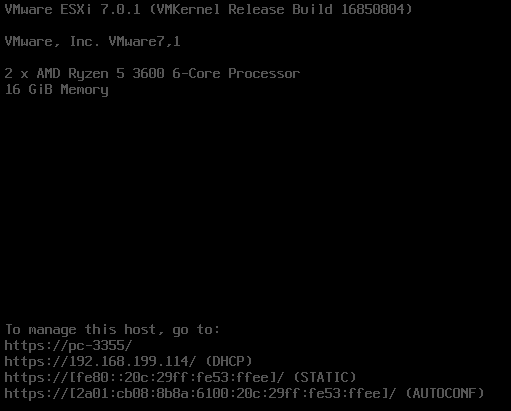 VMware ESXi 7.0.1 (VMKernel Release Build 16850804)
VMware, Inc. VMware7,1
2 x AMD Ryzen 5 3600 6-Core Processor
16 GiB Memory
To manage this host, go to:
https://pc-3355/
https://192.168.199.114/ (DHCP)
https://[fe80::20c:29ff:fe53:ffee]/ (STATIC)
https://[2a01:cb08:8b8a:6100:20c:29ff:fe53:ffee]/ (AUTOCONF)